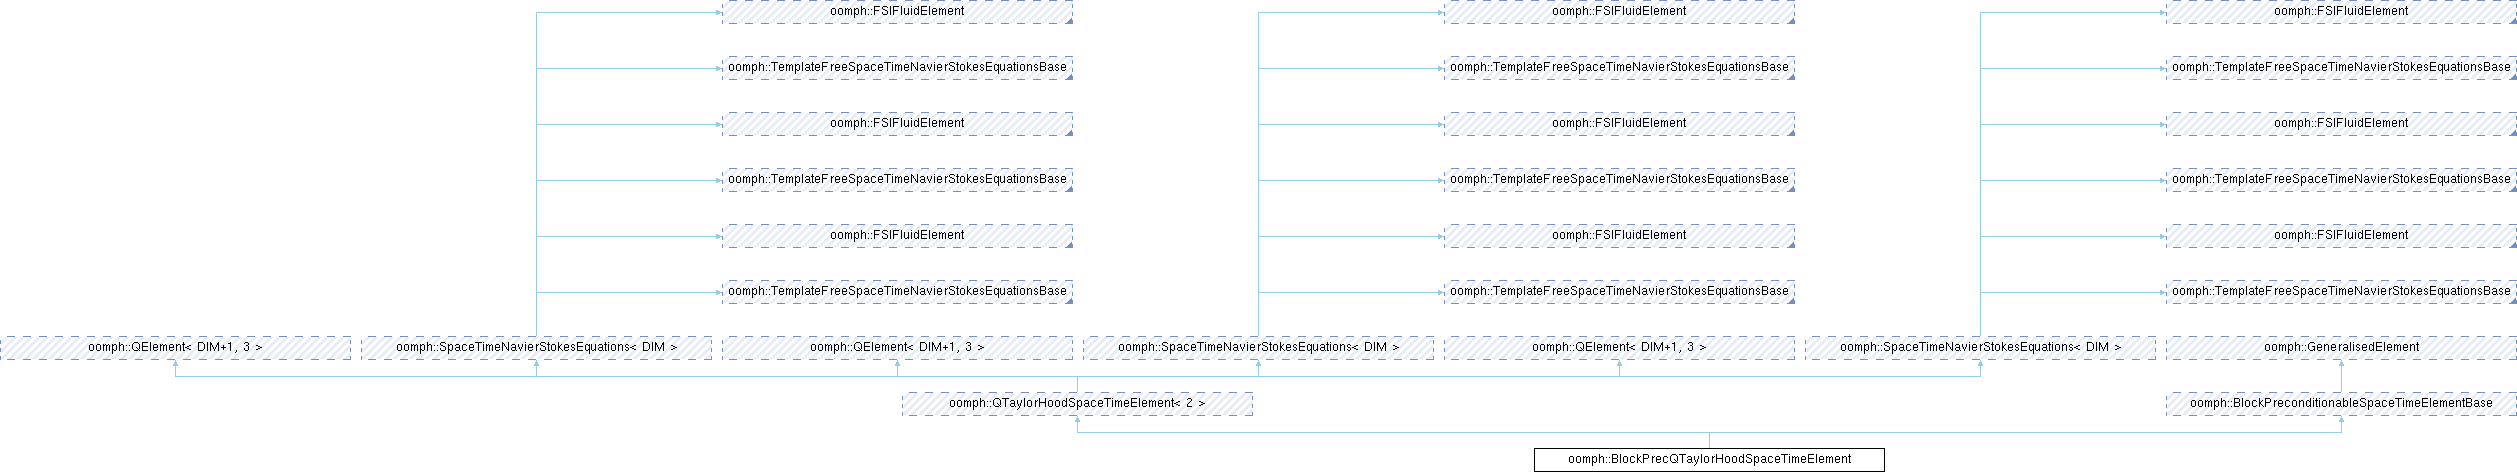 oomph::FSIFluidElement oomph::FSIFluidElement oomph::FSIFluidElement
oomph::TemplateFreeSpaceTimeNavierStokesEquationsBase oomph::TemplateFreeSpaceTimeNavierStokesEquationsBase oomph::TemplateFreeSpaceTimeNavierStokesEquationsBase
oomph::FSIFluidElement oomph::FSIFluidElement oomph::FSIFluidElement
oomph::TemplateFreeSpaceTimeNavierStokesEquationsBase oomph::TemplateFreeSpaceTimeNavierStokesEquationsBase oomph::TemplateFreeSpaceTimeNavierStokesEquationsBase
oomph::FSIFluidElement oomph::FSIFluidElement oomph::FSIFluidElement
oomph::TemplateFreeSpaceTimeNavierStokesEquationsBase oomph::TemplateFreeSpaceTimeNavierStokesEquationsBase oomph::TemplateFreeSpaceTimeNavierStokesEquationsBase
oomph::QElement< DIM+1, 3 > oomph::SpaceTimeNavierStokesEquations< DIM > oomph::QElement< DIM+1, 3 > oomph::SpaceTimeNavierStokesEquations< DIM > oomph::QElement< DIM+1, 3 > oomph::SpaceTimeNavierStokesEquations< DIM > oomph::GeneralisedElement
oomph::QTaylorHoodSpaceTimeElement< 2 > oomph::BlockPreconditionableSpaceTimeElementBase
oomph::BlockPrecQTaylorHoodSpaceTimeElement